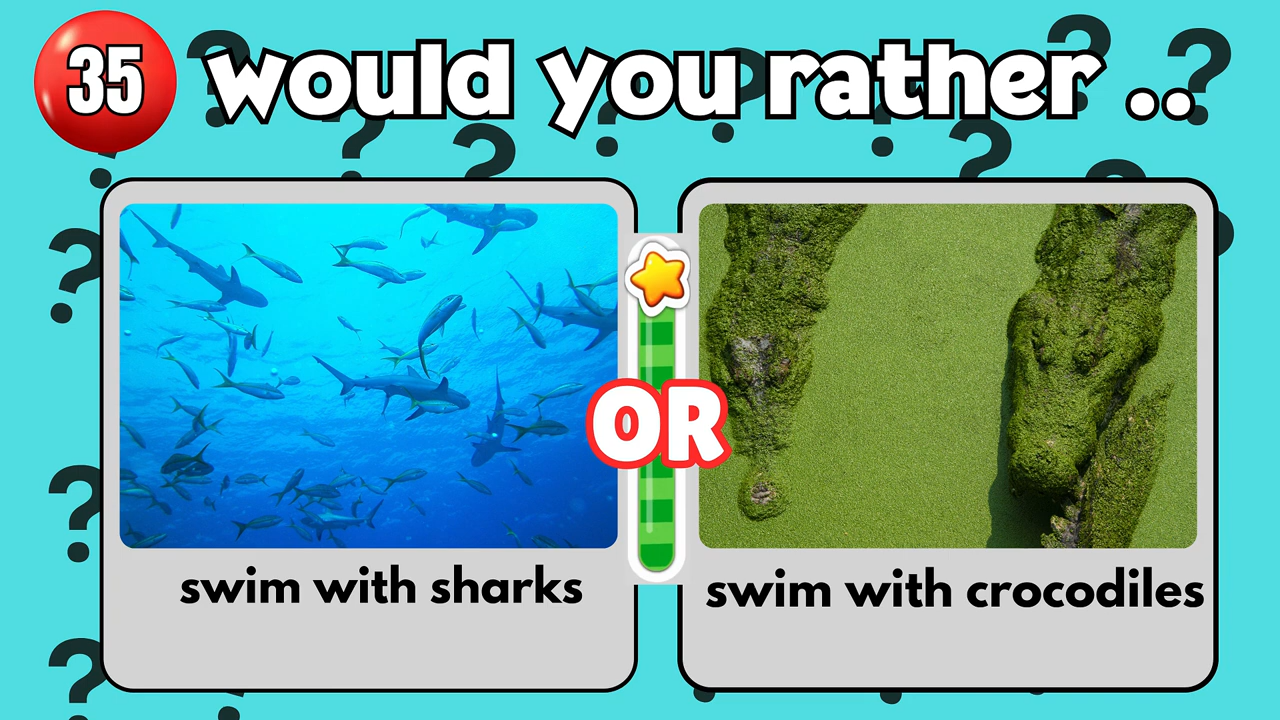 35 would you rather ..
OR
swim with sharks
swim with crocodiles